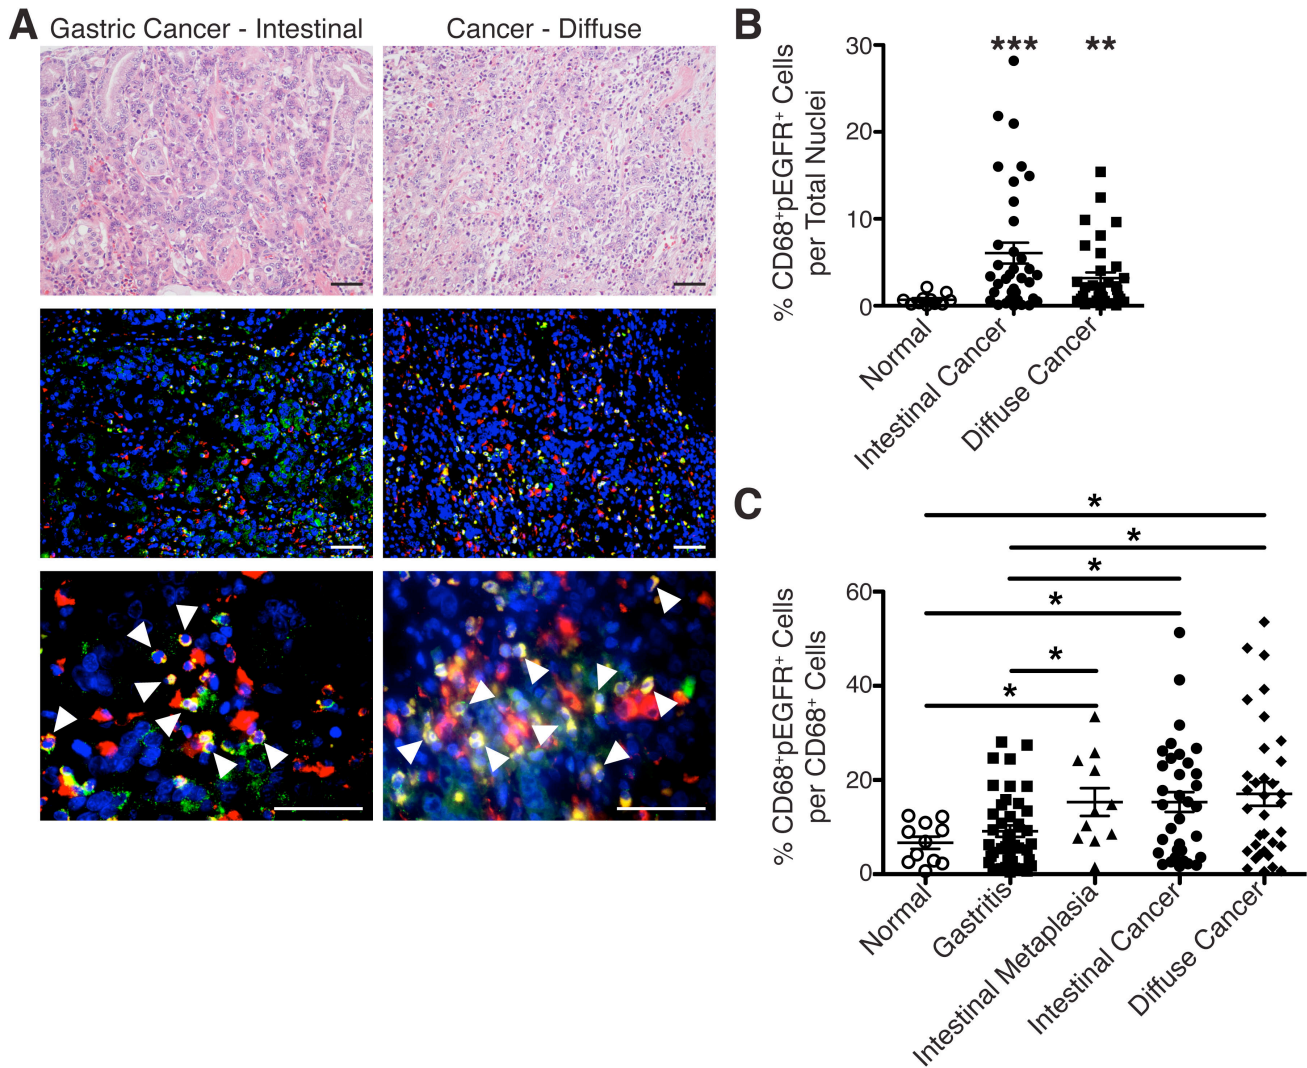 A
Gastric Cancer - Intestinal
Cancer - Diffuse
B
% CD68⁺pEGFR⁺ Cells
per Total Nuclei
30
20
10
0
***
**
Normal
Intestinal Cancer
Diffuse Cancer
C
% CD68⁺pEGFR⁺ Cells
per CD68⁺ Cells
60
40
20
0
*
*
*
*
*
*
Normal
Gastritis
Intestinal Metaplasia
Intestinal Cancer
Diffuse Cancer